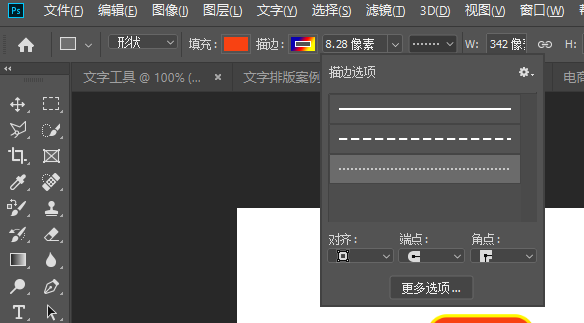 Ps 文件(F) 编辑(E) 图像(I) 图层(L) 文字(Y) 选择(S) 滤镜(T) 3D(D) 视图(V) 窗口(W)
形状 填充: 描边: 8.28 像素 W: 342 像 H:
文字工具 @ 100% (... × 文字排版案例 电商
描边选项
对齐: 端点: 角点:
更多选项...
T